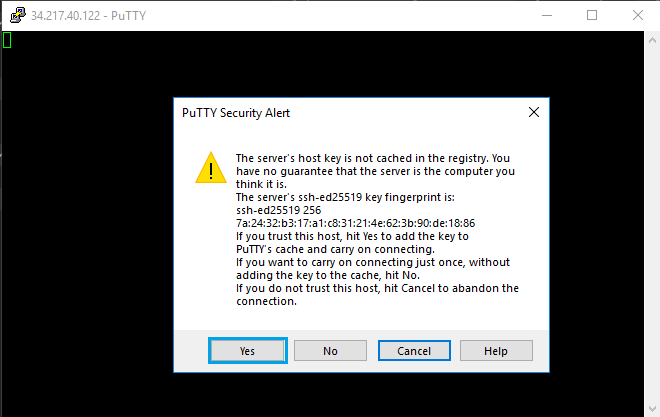 34.217.40.122 - PuTTY
PuTTY Security Alert
The server's host key is not cached in the registry. You
have no guarantee that the server is the computer you
think it is.
The server's ssh-ed25519 key fingerprint is:
ssh-ed25519 256
7a:24:32:b3:17:a1:c8:31:21:4e:62:3b:90:de:18:86
If you trust this host, hit Yes to add the key to
PuTTY's cache and carry on connecting.
If you want to carry on connecting just once, without
adding the key to the cache, hit No.
If you do not trust this host, hit Cancel to abandon the
connection.
Yes No Cancel Help